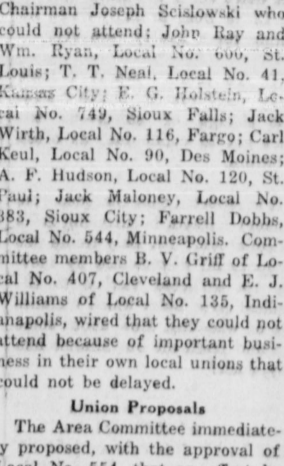 Chairman Joseph Scislowski who
could not attend; John Ray and
Wm. Ryan, Local No. 600, St.
Louis; T. T. Neal, Local No. 41,
Kansas City; E. G. Holstein, Lo-
cal No. 749, Sioux Falls; Jack
Wirth, Local No. 116, Fargo; Carl
Keul, Local No. 90, Des Moines;
A. F. Hudson, Local No. 120, St.
Paul; Jack Maloney, Local No.
383, Sioux City; Farrell Dobbs,
Local No. 544, Minneapolis. Com-
mittee members B. V. Griff of Lo-
cal No. 407, Cleveland and E. J.
Williams of Local No. 135, Indi-
anapolis, wired that they could not
attend because of important busi-
ness in their own local unions that
could not be delayed.
Union Proposals
The Area Committee immediate-
ly proposed, with the approval of